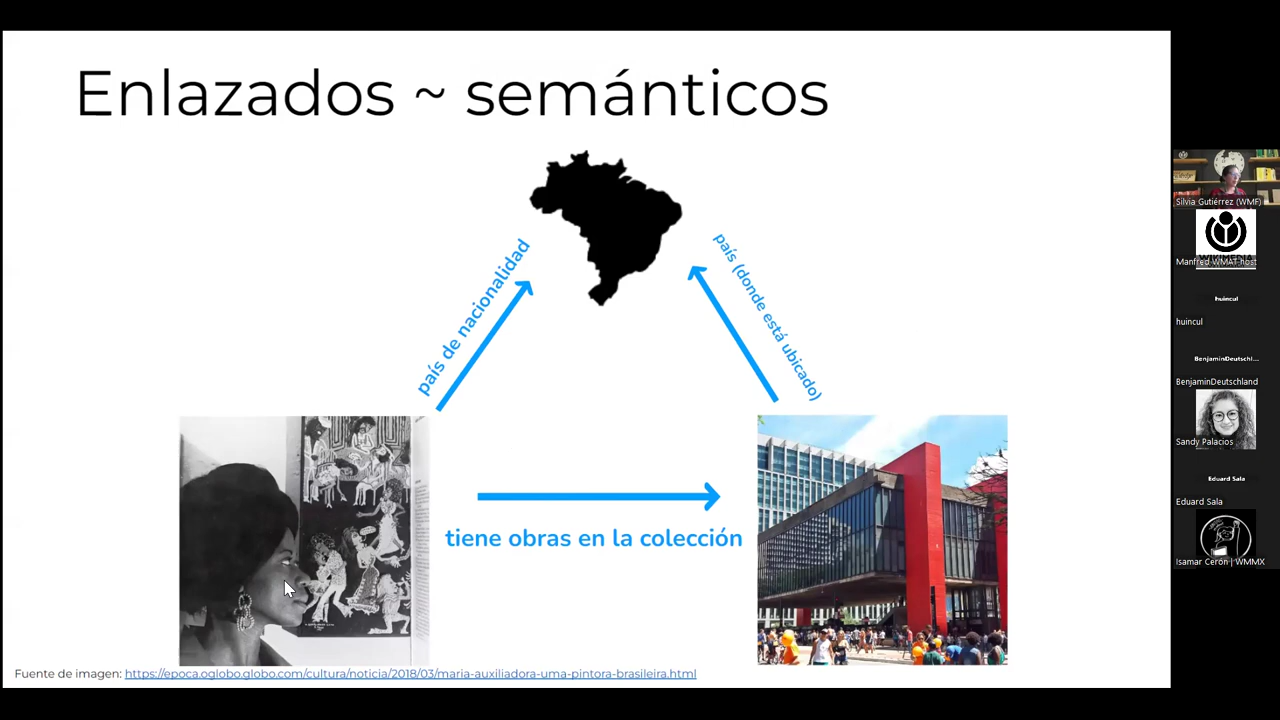 Enlazados ~ semánticos
país de nacionalidad
país (donde está ubicado)
tiene obras en la colección
Fuente de imagen: https://epoca.oglobo.globo.com/cultura/noticia/2018/03/maria-auxiliadora-uma-pintora-brasileira.html
Silvia Gutiérrez (WMF)
Manfred WMAT-host
huincul
huincul
BenjaminDeutschl...
BenjaminDeutschland
Sandy Palacios
Eduard Sala
Eduard Sala
Isamar Cerón | WMMX